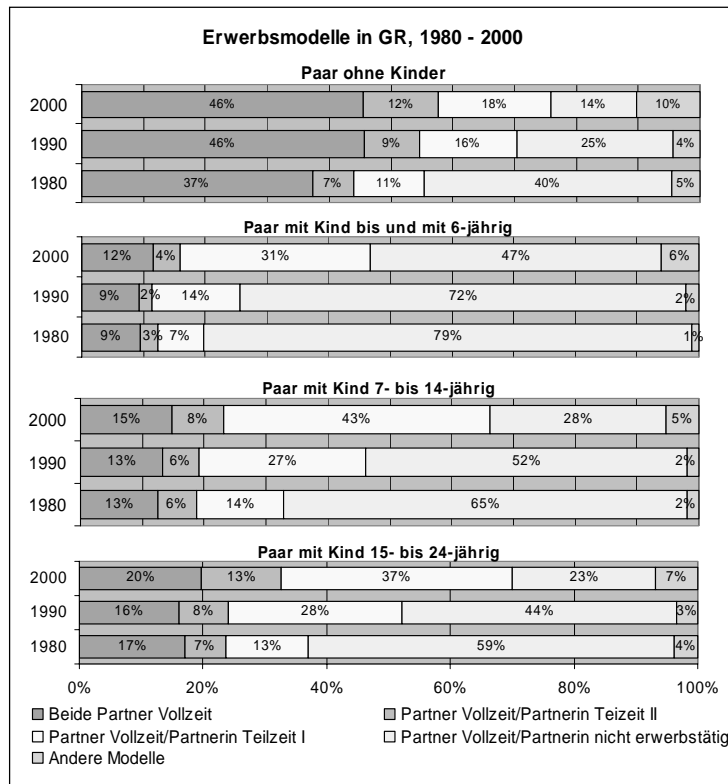 Erwerbsmodelle in GR, 1980 - 2000
Paar ohne Kinder
2000 46% 12% 18% 14% 10%
1990 46% 9% 16% 25% 4%
1980 37% 7% 11% 40% 5%
Paar mit Kind bis und mit 6-jährig
2000 12% 4% 31% 47% 6%
1990 9% 2% 14% 72% 2%
1980 9% 3% 7% 79% 1%
Paar mit Kind 7- bis 14-jährig
2000 15% 8% 43% 28% 5%
1990 13% 6% 27% 52% 2%
1980 13% 6% 14% 65% 2%
Paar mit Kind 15- bis 24-jährig
2000 20% 13% 37% 23% 7%
1990 16% 8% 28% 44% 3%
1980 17% 7% 13% 59% 4%
0% 20% 40% 60% 80% 100%
Beide Partner Vollzeit Partner Vollzeit/Partnerin Teizeit II
Partner Vollzeit/Partnerin Teilzeit I Partner Vollzeit/Partnerin nicht erwerbstätig
Andere Modelle